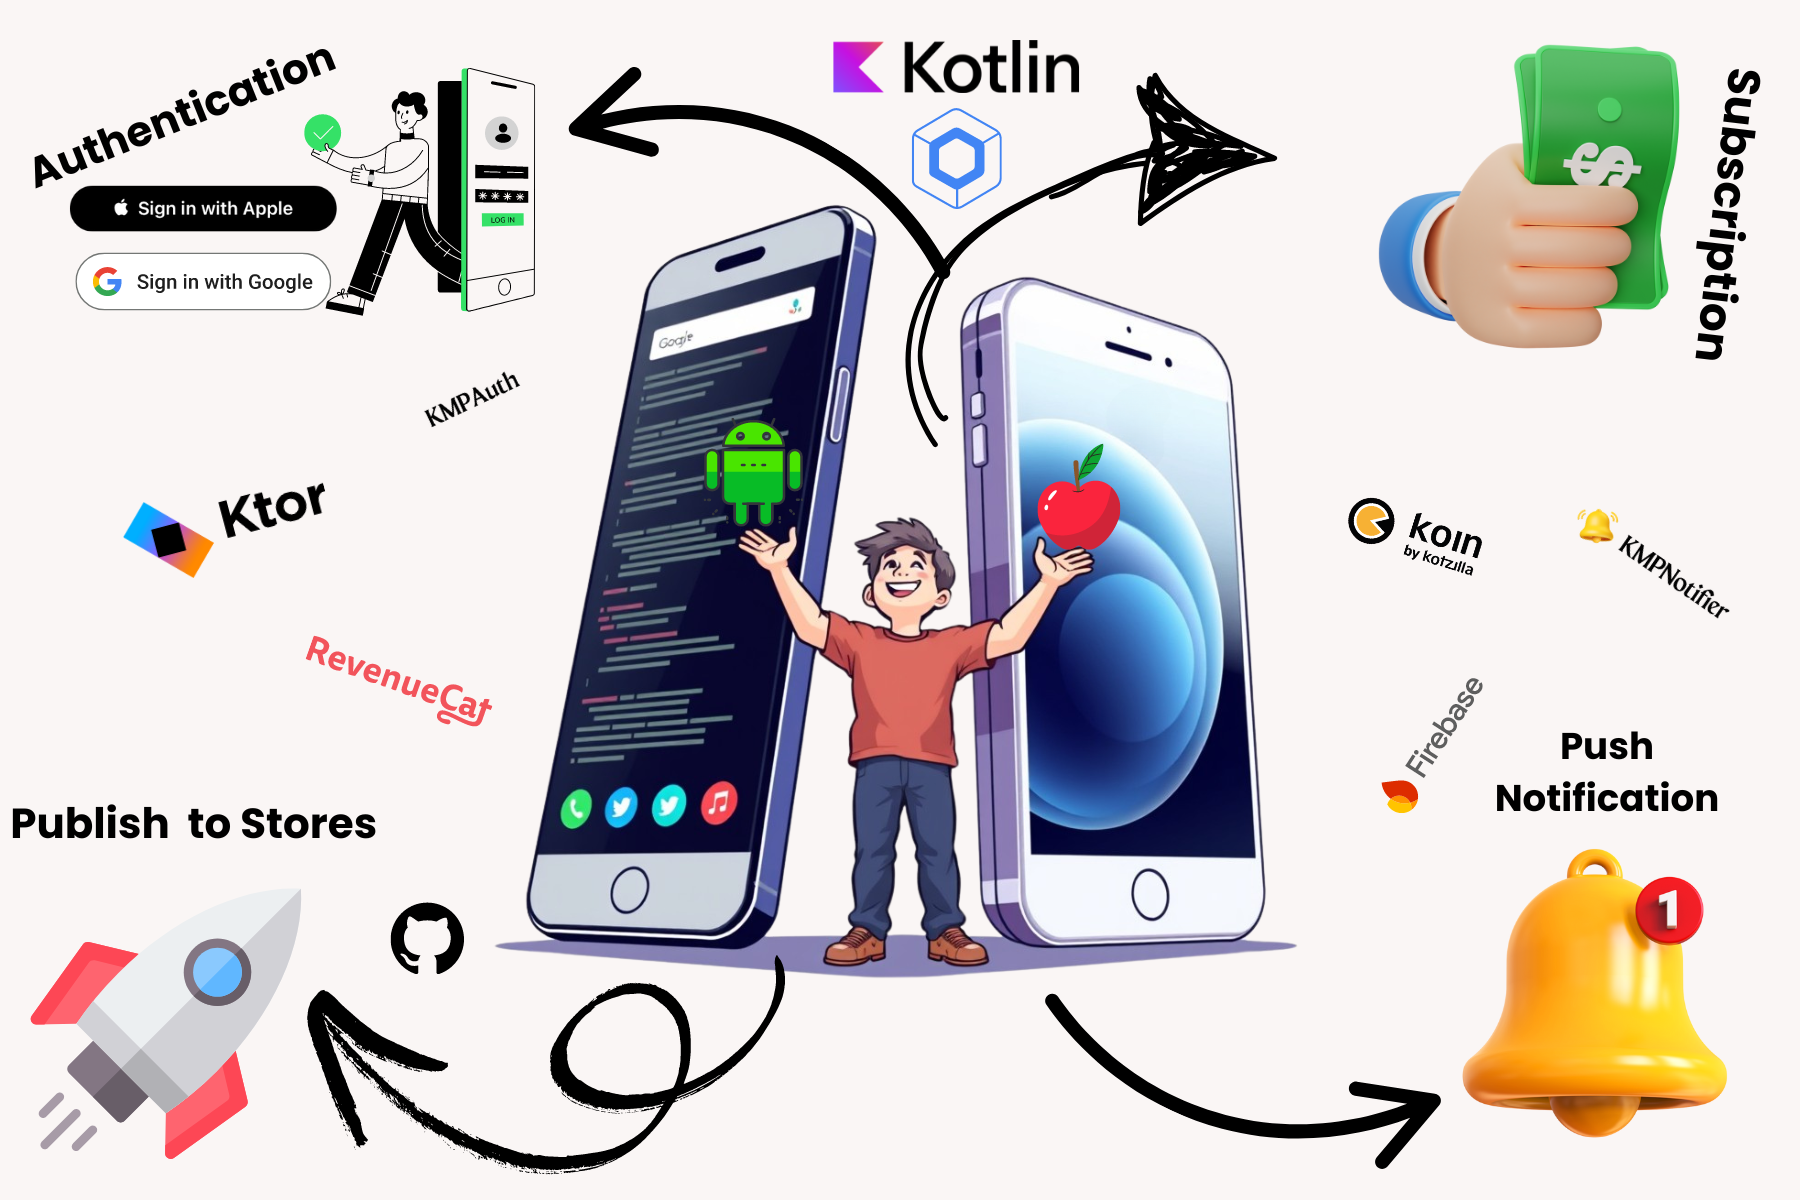 Authentication
Sign in with Apple
Sign in with Google
LOG IN
Kotlin
$
Subscription
Google
KMPAuth
Ktor
RevenueCat
koin
by kotzilla
KMPNotifier
Firebase
Push
Notification
1
Publish to Stores